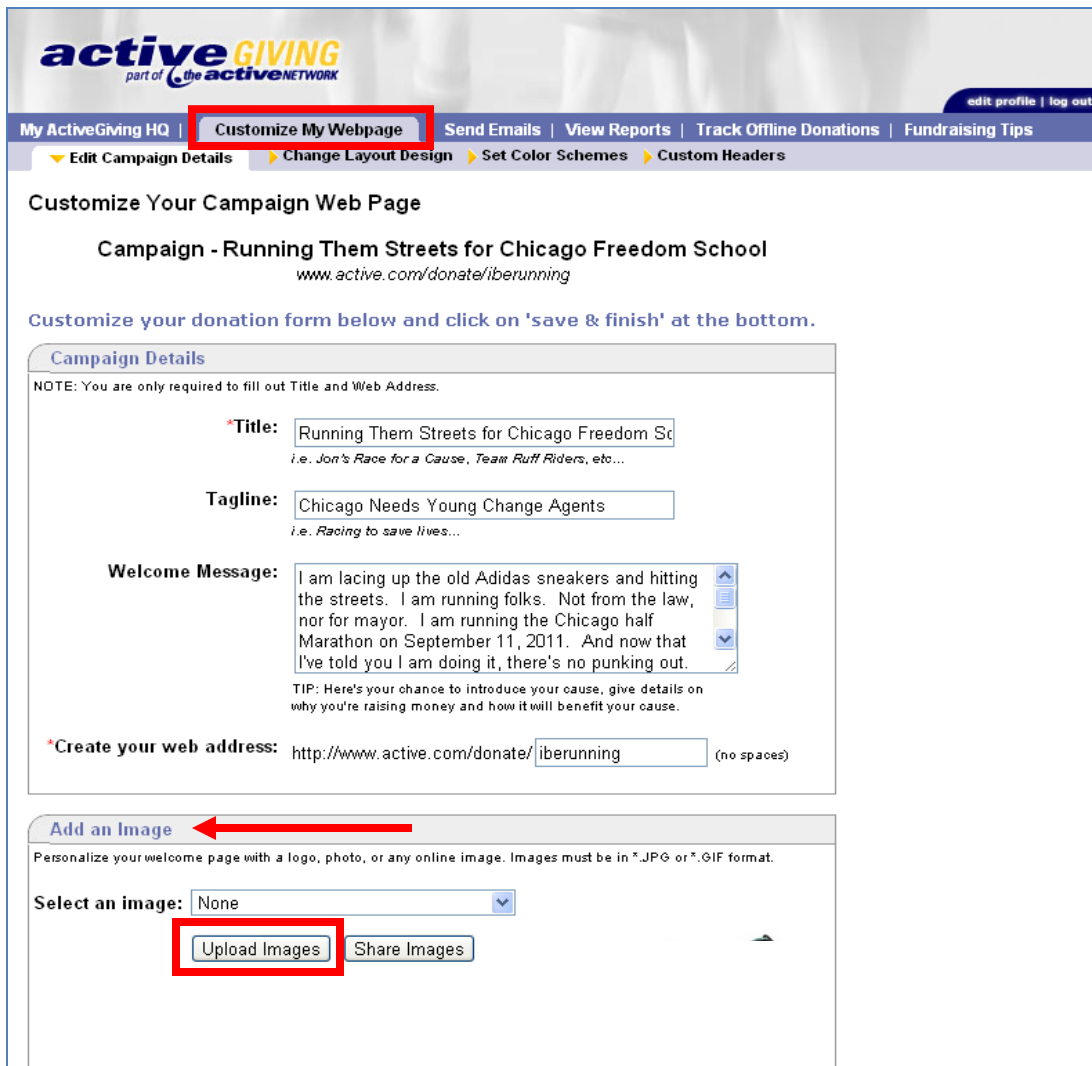 active GIVING
part of the activeNETWORK
edit profile | log out
My ActiveGiving HQ | Customize My Webpage Send Emails | View Reports | Track Offline Donations | Fundraising Tips
Edit Campaign Details Change Layout Design Set Color Schemes Custom Headers
Customize Your Campaign Web Page
Campaign - Running Them Streets for Chicago Freedom School
www.active.com/donate/iberunning
Customize your donation form below and click on 'save & finish' at the bottom.
Campaign Details
NOTE: You are only required to fill out Title and Web Address.
*Title: Running Them Streets for Chicago Freedom Sc
i.e. Jon's Race for a Cause, Team Ruff Riders, etc...
Tagline: Chicago Needs Young Change Agents
i.e. Racing to save lives...
Welcome Message: I am lacing up the old Adidas sneakers and hitting
the streets. I am running folks. Not from the law,
nor for mayor. I am running the Chicago half
Marathon on September 11, 2011. And now that
I've told you I am doing it, there's no punking out.
TIP: Here's your chance to introduce your cause, give details on
why you're raising money and how it will benefit your cause.
*Create your web address: http://www.active.com/donate/ iberunning (no spaces)
Add an Image
Personalize your welcome page with a logo, photo, or any online image. Images must be in *.JPG or *.GIF format.
Select an image: None
Upload Images Share Images